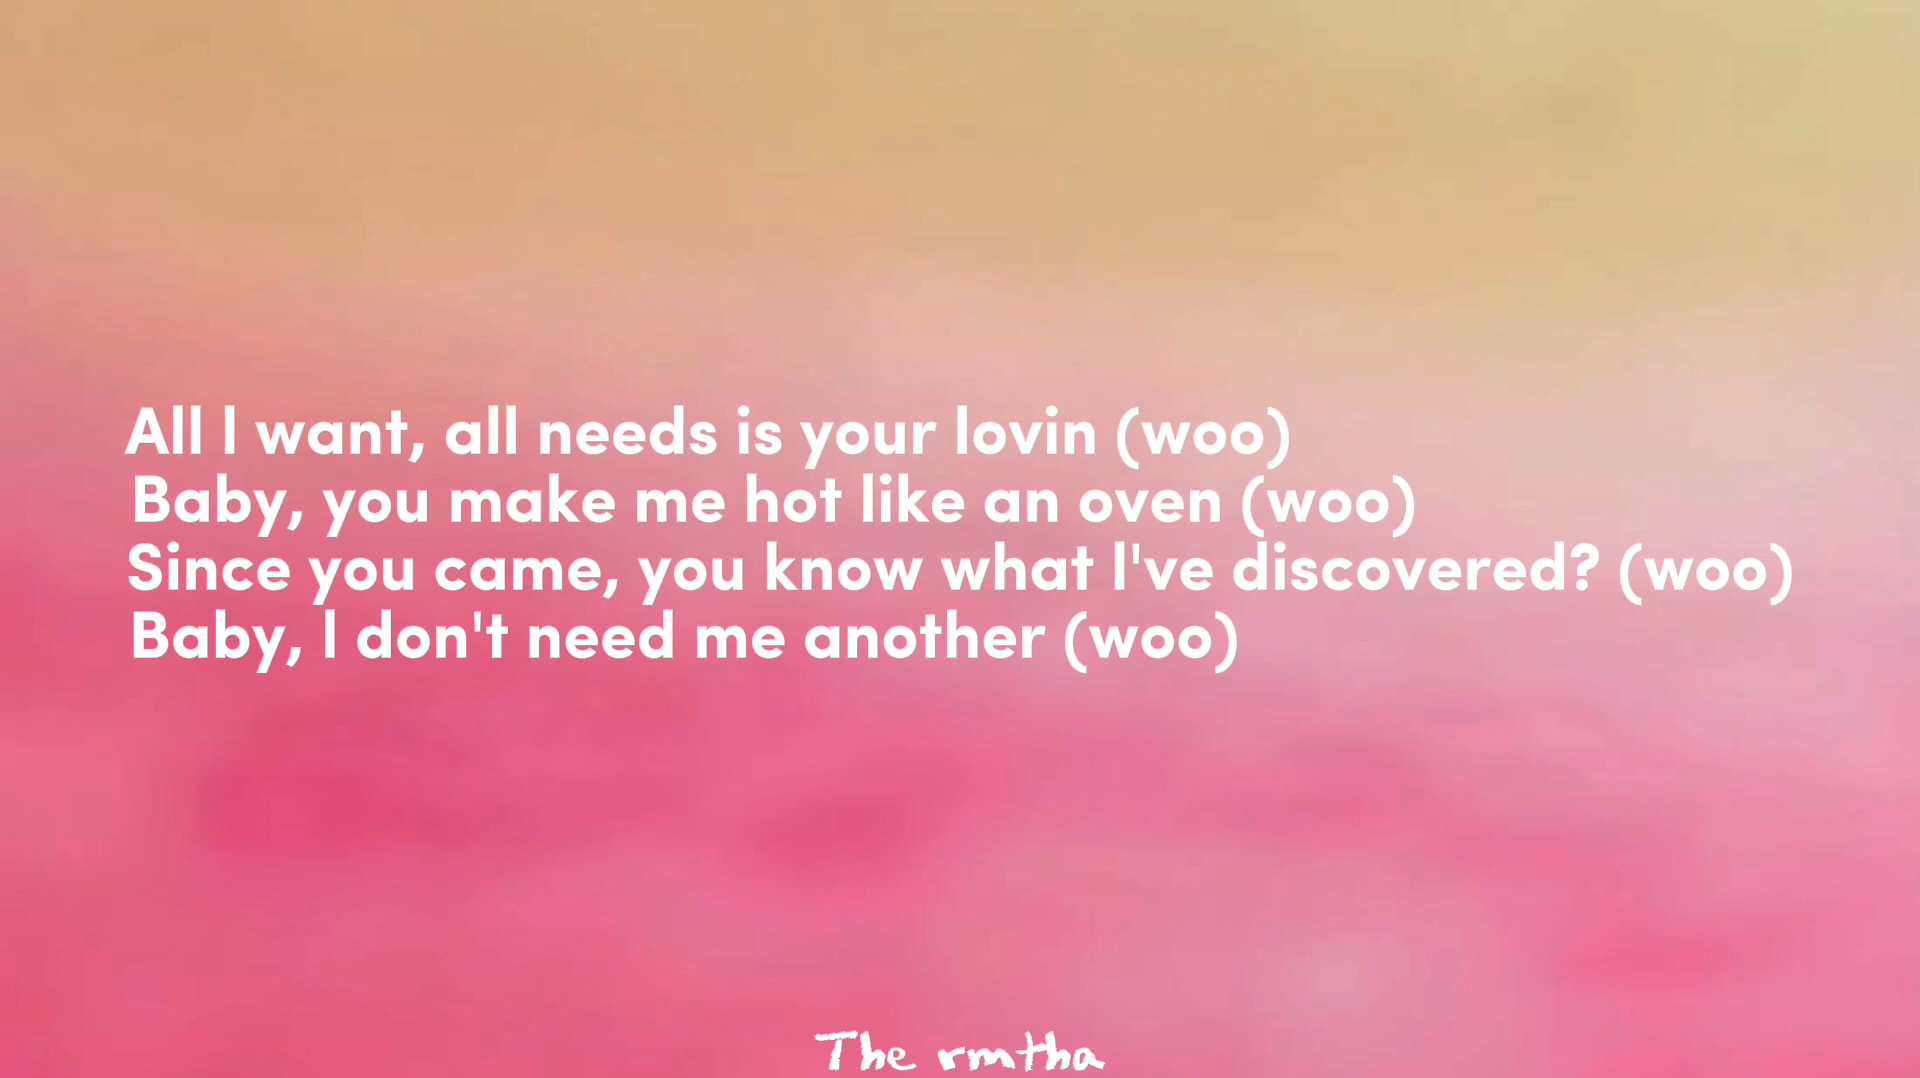 All I want, all needs is your lovin (woo)
Baby, you make me hot like an oven (woo)
Since you came, you know what I've discovered? (woo)
Baby, I don't need me another (woo)
The rmtha